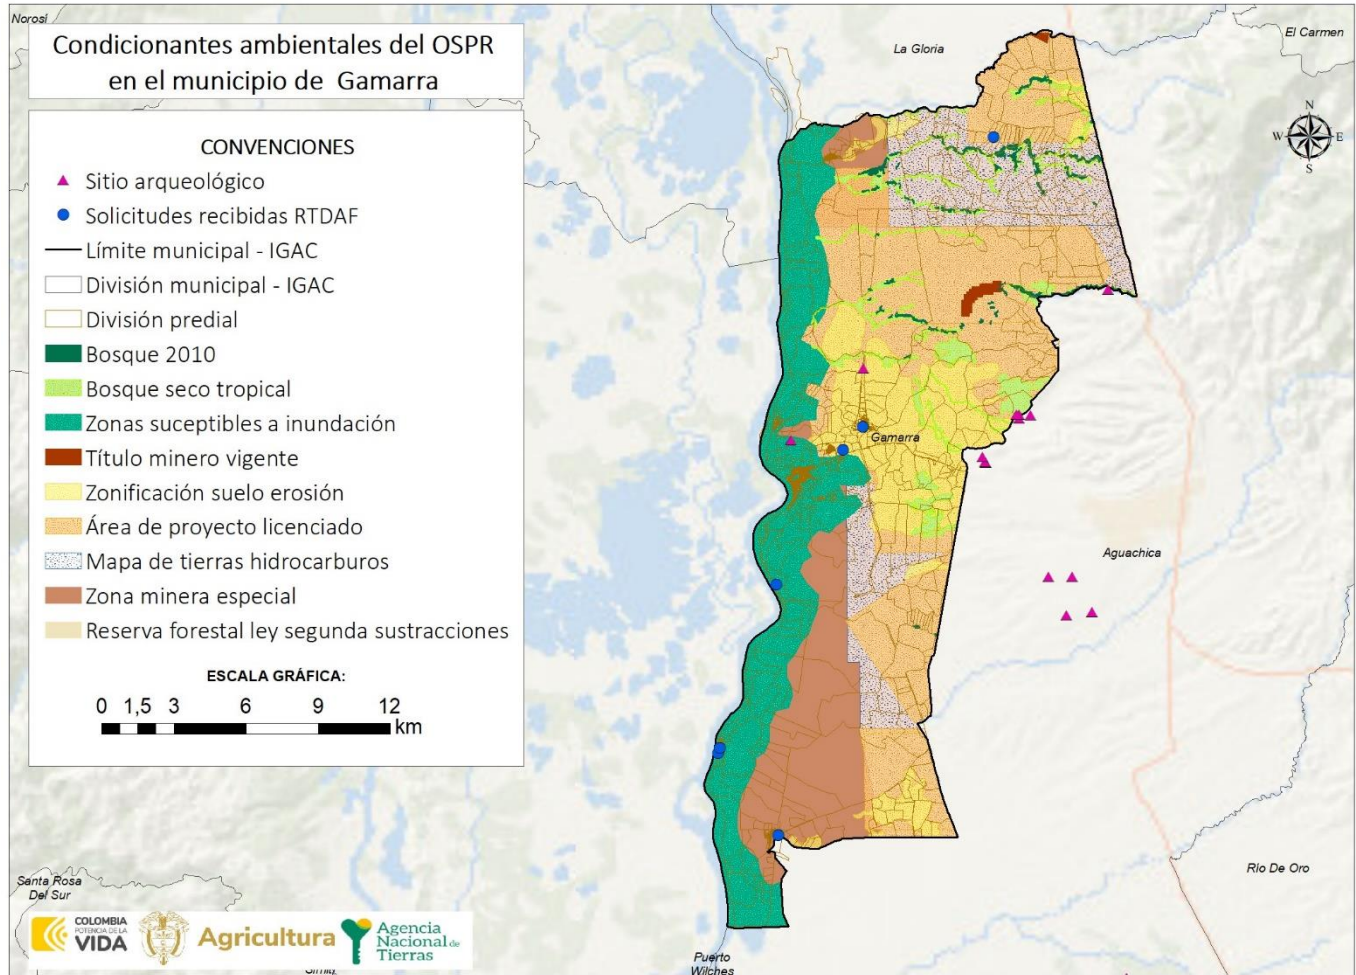 Norosí
Condicionantes ambientales del OSPR
en el municipio de Gamarra
La Gloria
El Carmen
N
W
E
S
CONVENCIONES
Sitio arqueológico
Solicitudes recibidas RTDAF
Límite municipal - IGAC
División municipal - IGAC
División predial
Bosque 2010
Bosque seco tropical
Zonas suceptibles a inundación
Título minero vigente
Zonificación suelo erosión
Área de proyecto licenciado
Mapa de tierras hidrocarburos
Zona minera especial
Reserva forestal ley segunda sustracciones
ESCALA GRÁFICA:
0 1,5 3 6 9 12
km
Gamarra
Aguachica
Río De Oro
Santa Rosa
Del Sur
COLOMBIA
POTENCIA DE LA
VIDA
Agricultura
Agencia
Nacional de
Tierras
Simití
Puerto
Wilches